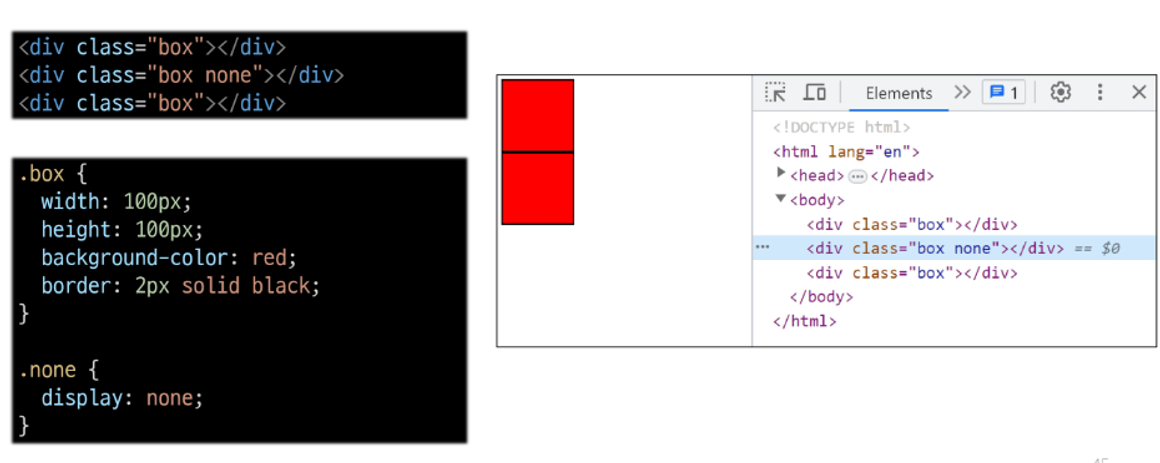 <div class="box"></div>
<div class="box none"></div>
<div class="box"></div>
.box {
  width: 100px;
  height: 100px;
  background-color: red;
  border: 2px solid black;
}

.none {
  display: none;
}
Elements
1
<!DOCTYPE html>
<html lang="en">
<head> ⋯ </head>
<body>
<div class="box"></div>
<div class="box none"></div> == $0
<div class="box"></div>
</body>
</html>